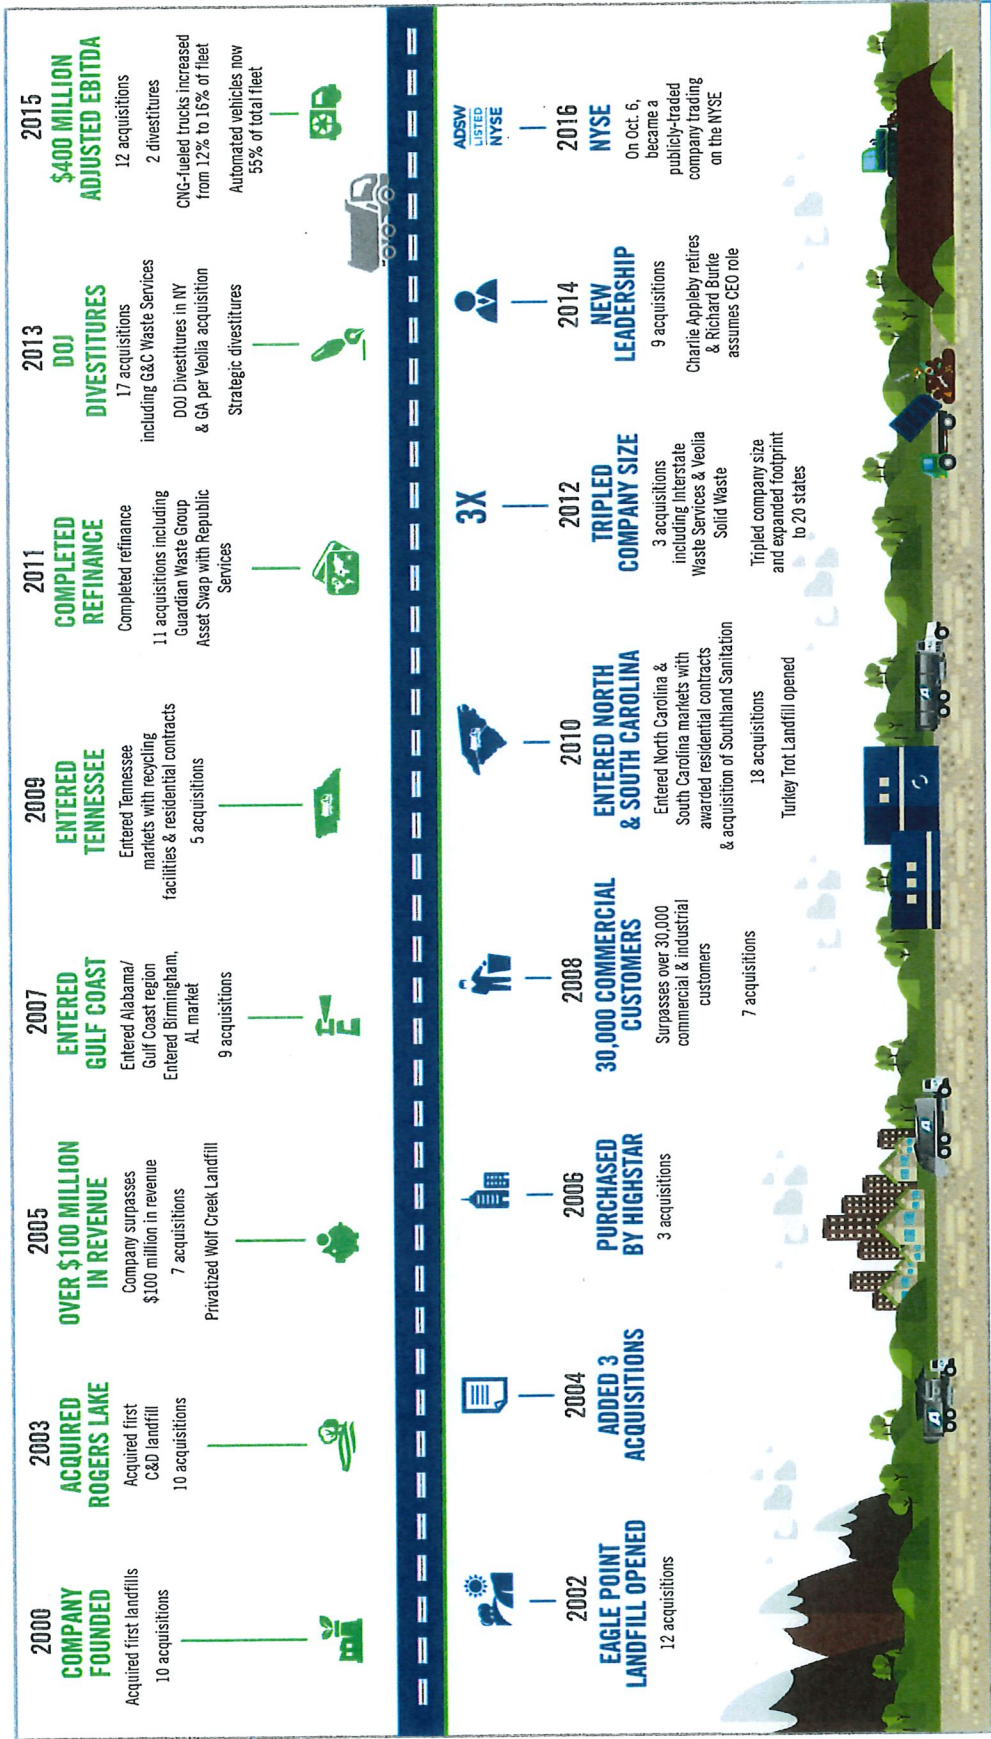 2000
COMPANY
FOUNDED
Acquired first landfills
10 acquisitions
2003
ACQUIRED
ROGERS LAKE
Acquired first
C&D landfill
10 acquisitions
2005
OVER $100 MILLION
IN REVENUE
Company surpasses
$100 million in revenue
7 acquisitions
Privatized Wolf Creek Landfill
2007
ENTERED
GULF COAST
Entered Alabama/
Gulf Coast region
Entered Birmingham,
AL market
9 acquisitions
2009
ENTERED
TENNESSEE
Entered Tennessee
markets with recycling
facilities & residential contracts
5 acquisitions
2011
COMPLETED
REFINANCE
Completed refinance
11 acquisitions including
Guardian Waste Group
Asset Swap with Republic
Services
2013
DOJ
DIVESTITURES
17 acquisitions
including G&C Waste Services
DOJ Divestitures in NY
& GA per Veolia acquisition
Strategic divestitures
2015
$400 MILLION
ADJUSTED EBITDA
12 acquisitions
2 divestitures
CNG-fueled trucks increased
from 12% to 16% of fleet
Automated vehicles now
55% of total fleet
2002
EAGLE POINT
LANDFILL OPENED
12 acquisitions
2004
ADDED 3
ACQUISITIONS
2006
PURCHASED
BY HIGHSTAR
3 acquisitions
2008
30,000 COMMERCIAL
CUSTOMERS
Surpasses over 30,000
commercial & industrial
customers
7 acquisitions
2010
ENTERED NORTH
& SOUTH CAROLINA
Entered North Carolina &
South Carolina markets with
awarded residential contracts
& acquisition of Southland Sanitation
18 acquisitions
Turkey Trot Landfill opened
3X
2012
TRIPLED
COMPANY SIZE
3 acquisitions
including Interstate
Waste Services & Veolia
Solid Waste
Tripled company size
and expanded footprint
to 20 states
2014
NEW
LEADERSHIP
9 acquisitions
Charlie Appleby retires
& Richard Burke
assumes CEO role
ADSW
LISTED
NYSE
2016
NYSE
On Oct. 6,
became a
publicly-traded
company trading
on the NYSE